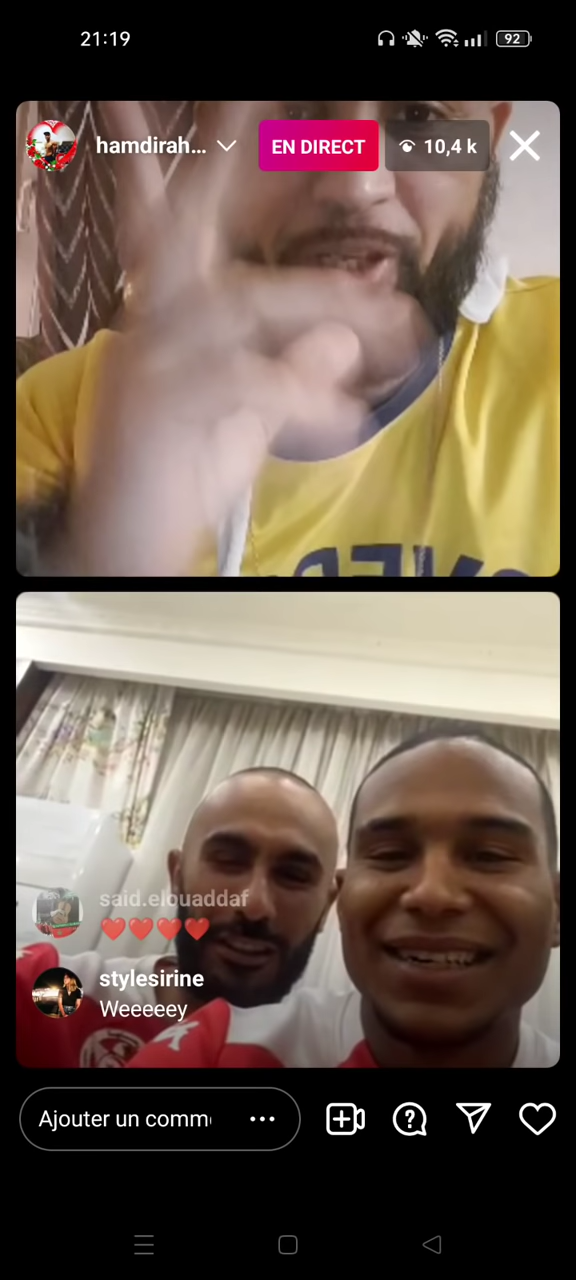 21:19
92
hamdirah...
EN DIRECT
10,4 k
said.elouaddaf
❤️❤️❤️❤️
stylesirine
Weeeeey
Ajouter un comm